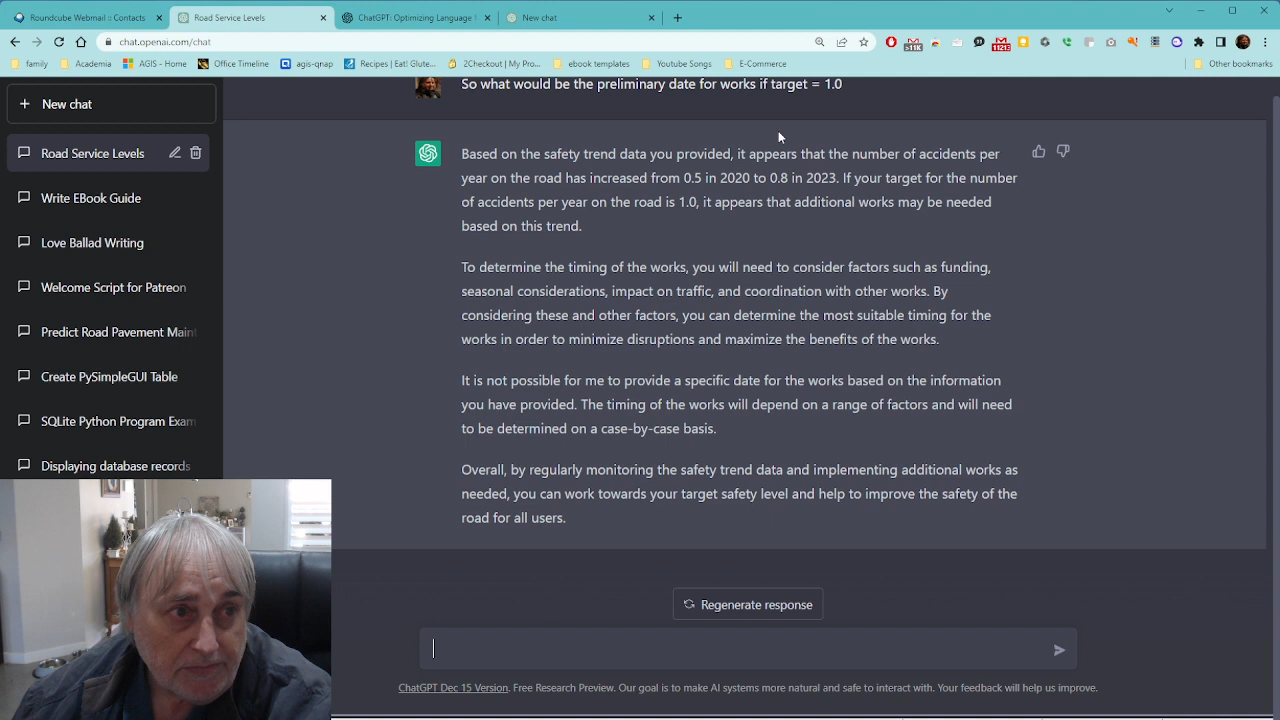 Roundcube Webmail :: Contacts
Road Service Levels
ChatGPT: Optimizing Language
New chat
chat.openai.com/chat
>11K
11213
family
Academia
AGIS - Home
Office Timeline
agis-qnap
Recipes | Eat! Glute...
2Checkout | My Pro...
ebook templates
Youtube Songs
E-Commerce
Other bookmarks
New chat
Road Service Levels
Write EBook Guide
Love Ballad Writing
Welcome Script for Patreon
Predict Road Pavement Maint
Create PySimpleGUI Table
SQLite Python Program Exam
Displaying database records
So what would be the preliminary date for works if target = 1.0
Based on the safety trend data you provided, it appears that the number of accidents per
year on the road has increased from 0.5 in 2020 to 0.8 in 2023. If your target for the number
of accidents per year on the road is 1.0, it appears that additional works may be needed
based on this trend.
To determine the timing of the works, you will need to consider factors such as funding,
seasonal considerations, impact on traffic, and coordination with other works. By
considering these and other factors, you can determine the most suitable timing for the
works in order to minimize disruptions and maximize the benefits of the works.
It is not possible for me to provide a specific date for the works based on the information
you have provided. The timing of the works will depend on a range of factors and will need
to be determined on a case-by-case basis.
Overall, by regularly monitoring the safety trend data and implementing additional works as
needed, you can work towards your target safety level and help to improve the safety of the
road for all users.
Regenerate response
ChatGPT Dec 15 Version. Free Research Preview. Our goal is to make AI systems more natural and safe to interact with. Your feedback will help us improve.